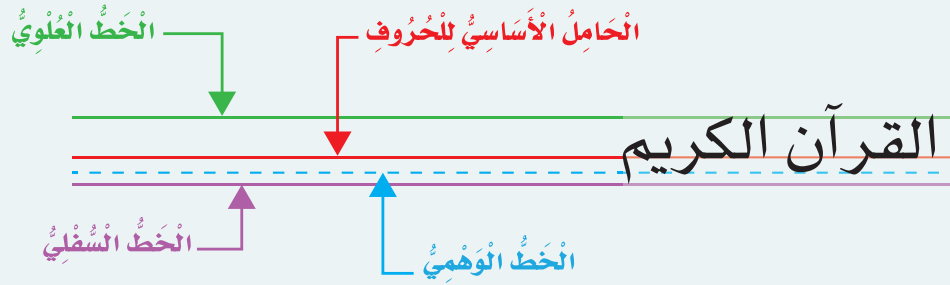 الْحَامِلُ الْأَسَاسِيُّ لِلْحُرُوفِ
الْخَطُّ الْعُلْوِيُّ
القرآن الكريم
الْخَطُّ السُّفْلِيُّ
الْخَطُّ الْوَهْمِيُّ